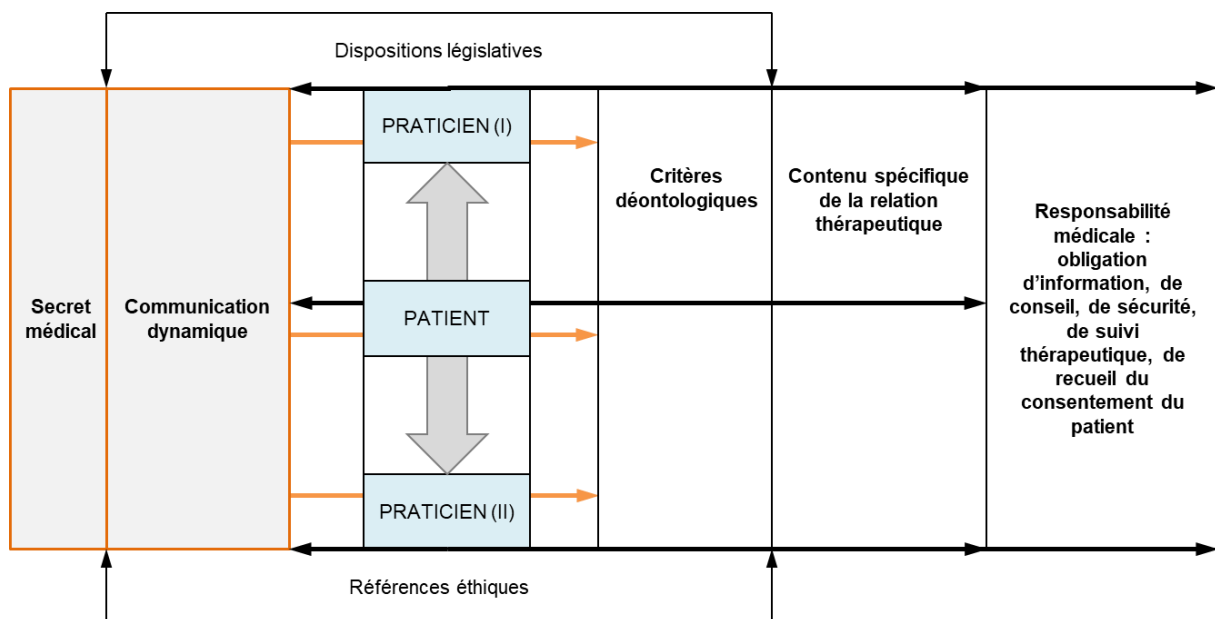 Dispositions législatives
Secret
médical
Communication
dynamique
PRATICIEN (I)
PATIENT
PRATICIEN (II)
Critères
déontologiques
Contenu spécifique
de la relation
thérapeutique
Responsabilité
médicale :
obligation
d’information, de
conseil, de sécurité,
de suivi
thérapeutique, de
recueil du
consentement du
patient
Références éthiques